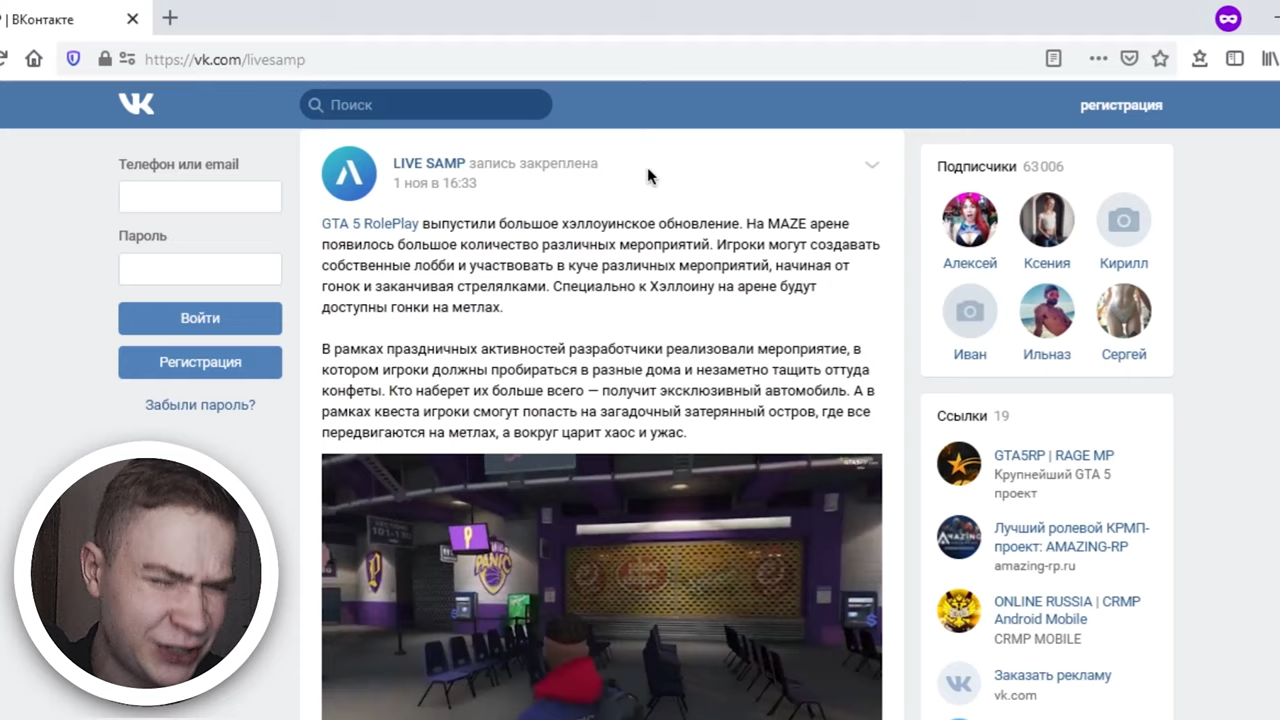 ? | ВКонтакте
https://vk.com/livesamp
Поиск
регистрация
Телефон или email
Пароль
Войти
Регистрация
Забыли пароль?
LIVE SAMP запись закреплена
1 ноя в 16:33
GTA 5 RolePlay выпустили большое хэллоуинское обновление. На MAZE арене
появилось большое количество различных мероприятий. Игроки могут создавать
собственные лобби и участвовать в куче различных мероприятий, начиная от
гонок и заканчивая стрелялками. Специально к Хэллоину на арене будут
доступны гонки на метлах.
В рамках праздничных активностей разработчики реализовали мероприятие, в
котором игроки должны пробираться в разные дома и незаметно тащить оттуда
конфеты. Кто наберет их больше всего — получит эксклюзивный автомобиль. А в
рамках квеста игроки смогут попасть на загадочный затерянный остров, где все
передвигаются на метлах, а вокруг царит хаос и ужас.
101-130
PANIC
Подписчики 63 006
Алексей
Ксения
Кирилл
Иван
Ильназ
Сергей
Ссылки 19
GTA5RP | RAGE MP
Крупнейший GTA 5
проект
Лучший ролевой КРМП-
проект: AMAZING-RP
amazing-rp.ru
ONLINE RUSSIA | CRMP
Android Mobile
CRMP MOBILE
Заказать рекламу
vk.com